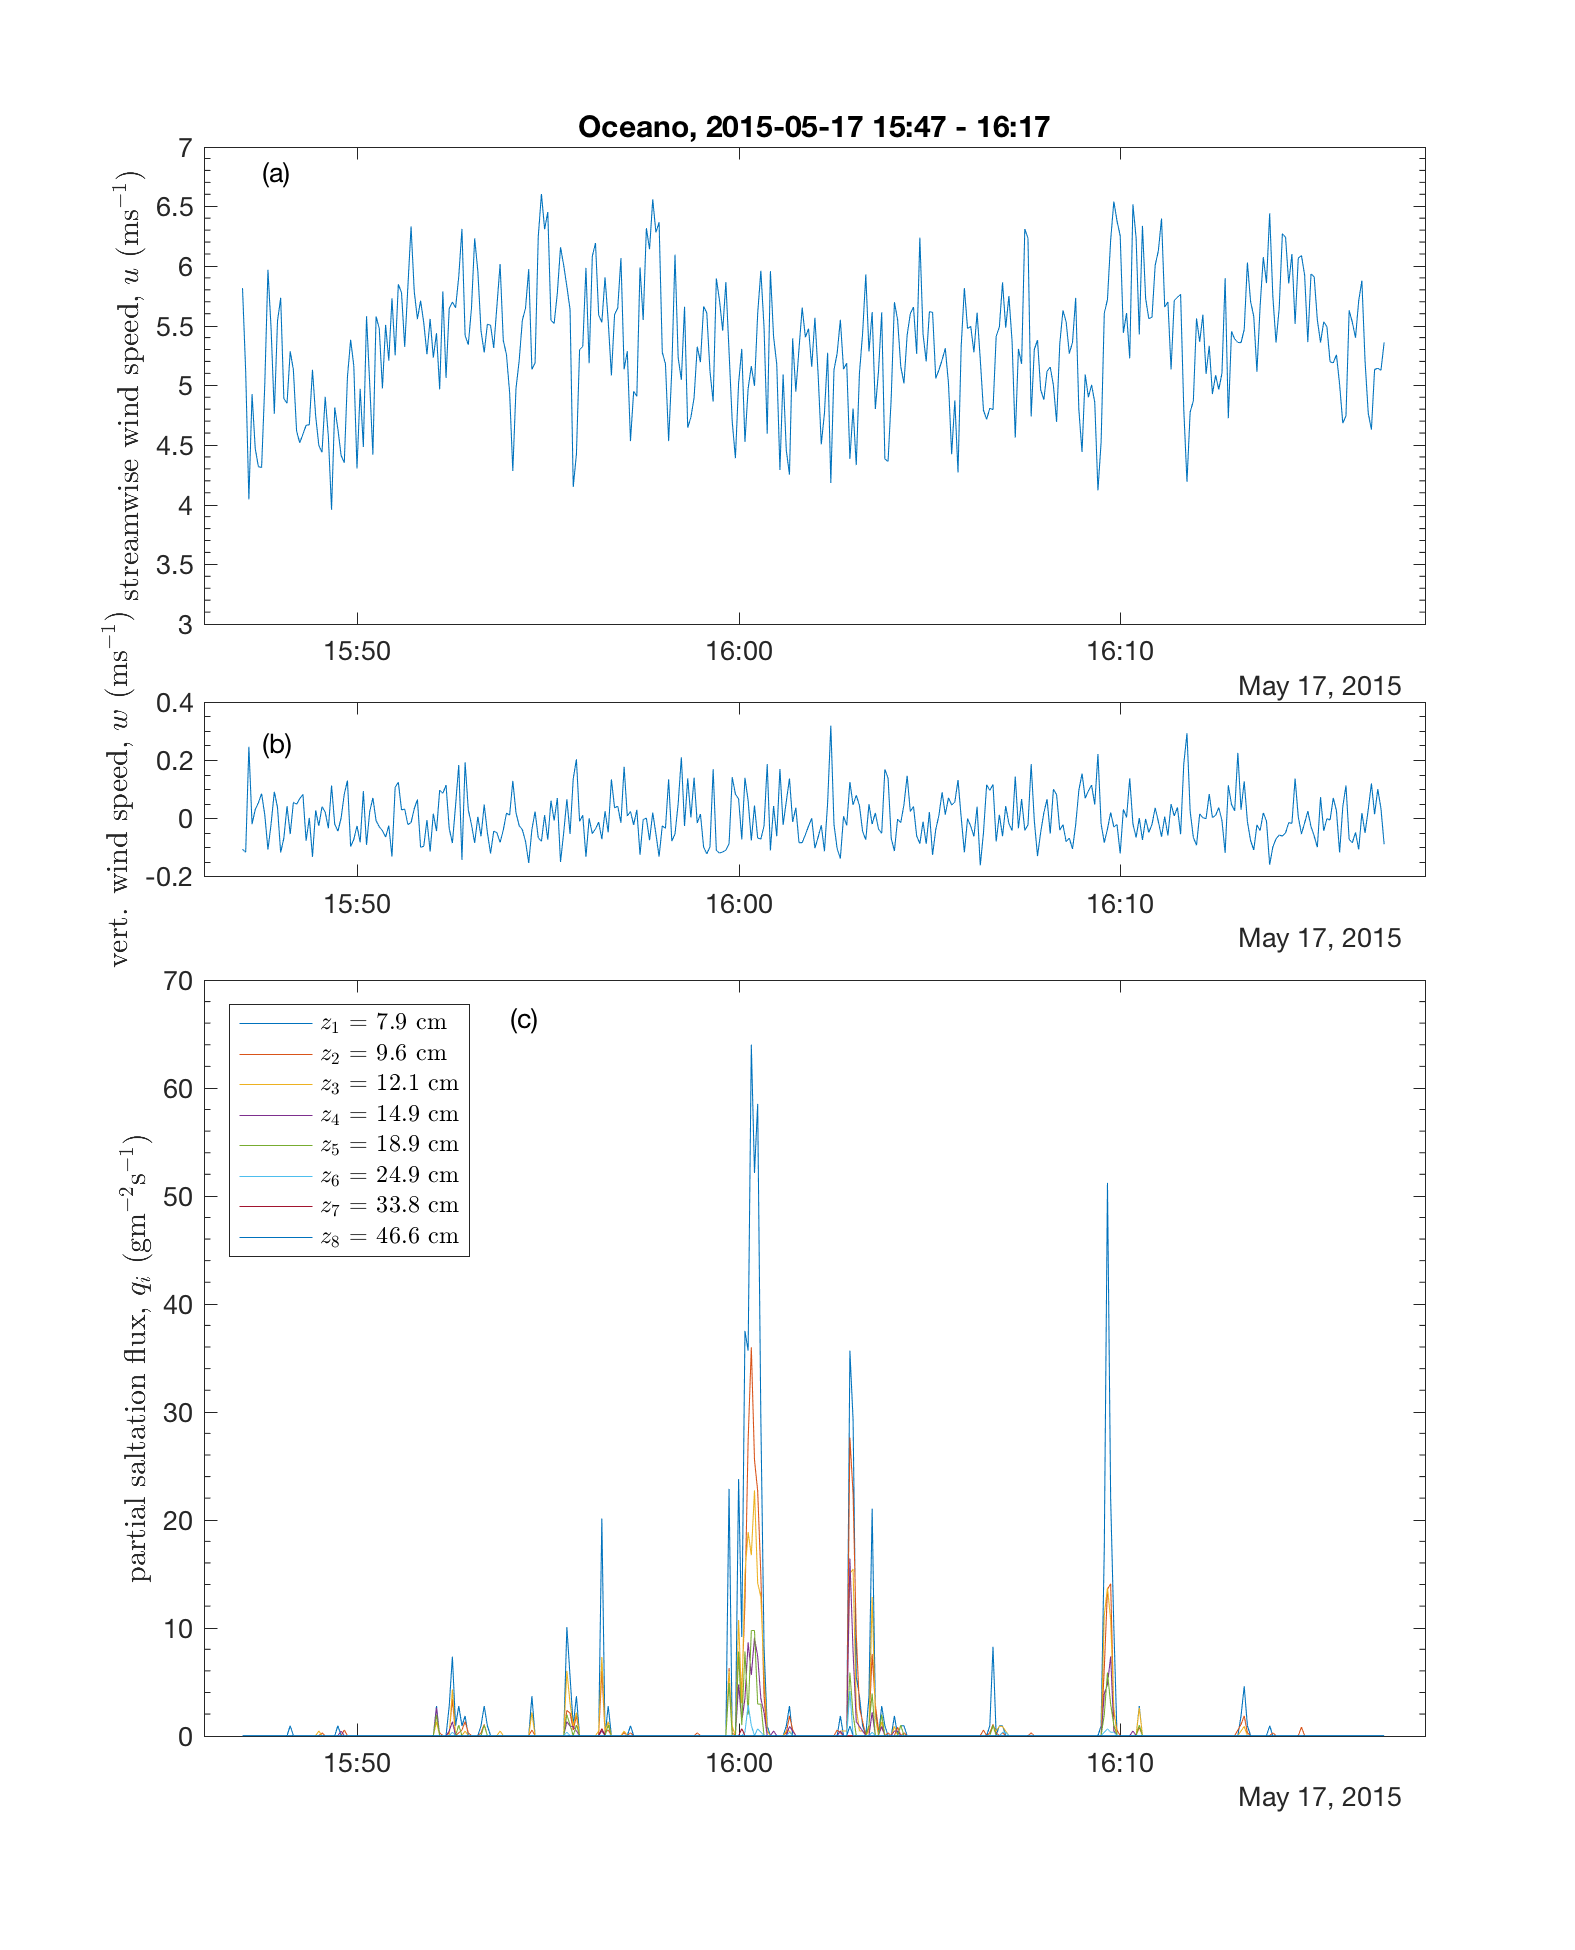 Oceano, 2015-05-17 15:47 - 16:17
(a)
streamwise wind speed, u (ms⁻¹)
7
6.5
6
5.5
5
4.5
4
3.5
3
15:50 16:00 16:10
May 17, 2015
(b)
vert. wind speed, w (ms⁻¹)
0.4
0.2
0
-0.2
15:50 16:00 16:10
May 17, 2015
(c)
partial saltation flux, qᵢ (gm⁻²s⁻¹)
70
60
50
40
30
20
10
0
z₁ = 7.9 cm
z₂ = 9.6 cm
z₃ = 12.1 cm
z₄ = 14.9 cm
z₅ = 18.9 cm
z₆ = 24.9 cm
z₇ = 33.8 cm
z₈ = 46.6 cm
15:50 16:00 16:10
May 17, 2015